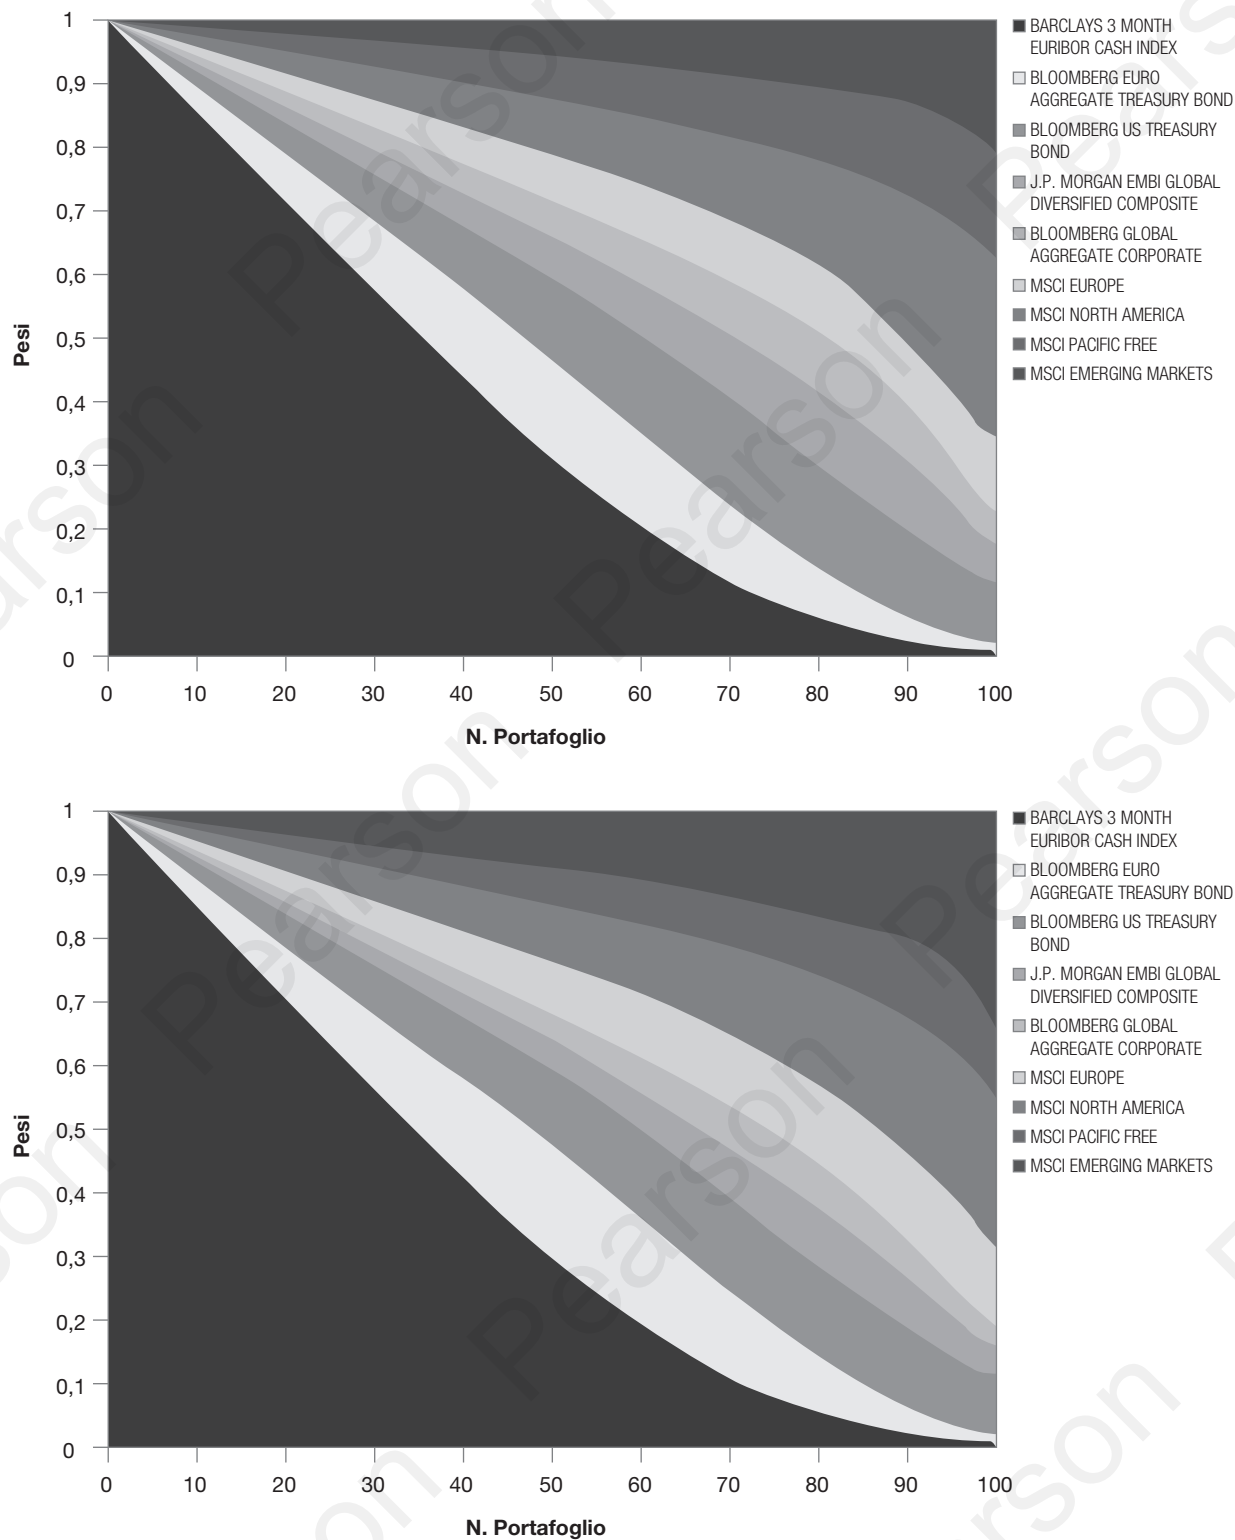 1
0,9
0,8
0,7
0,6
0,5
0,4
0,3
0,2
0,1
0
Pesi
0 10 20 30 40 50 60 70 80 90 100
N. Portafoglio
BARCLAYS 3 MONTH
EURIBOR CASH INDEX
BLOOMBERG EURO
AGGREGATE TREASURY BOND
BLOOMBERG US TREASURY
BOND
J.P. MORGAN EMBI GLOBAL
DIVERSIFIED COMPOSITE
BLOOMBERG GLOBAL
AGGREGATE CORPORATE
MSCI EUROPE
MSCI NORTH AMERICA
MSCI PACIFIC FREE
MSCI EMERGING MARKETS
1
0,9
0,8
0,7
0,6
0,5
0,4
0,3
0,2
0,1
0
Pesi
0 10 20 30 40 50 60 70 80 90 100
N. Portafoglio
BARCLAYS 3 MONTH
EURIBOR CASH INDEX
BLOOMBERG EURO
AGGREGATE TREASURY BOND
BLOOMBERG US TREASURY
BOND
J.P. MORGAN EMBI GLOBAL
DIVERSIFIED COMPOSITE
BLOOMBERG GLOBAL
AGGREGATE CORPORATE
MSCI EUROPE
MSCI NORTH AMERICA
MSCI PACIFIC FREE
MSCI EMERGING MARKETS
Pearson
Pearson
Pearson
Pearson
Pearson
Pearson
Pearson